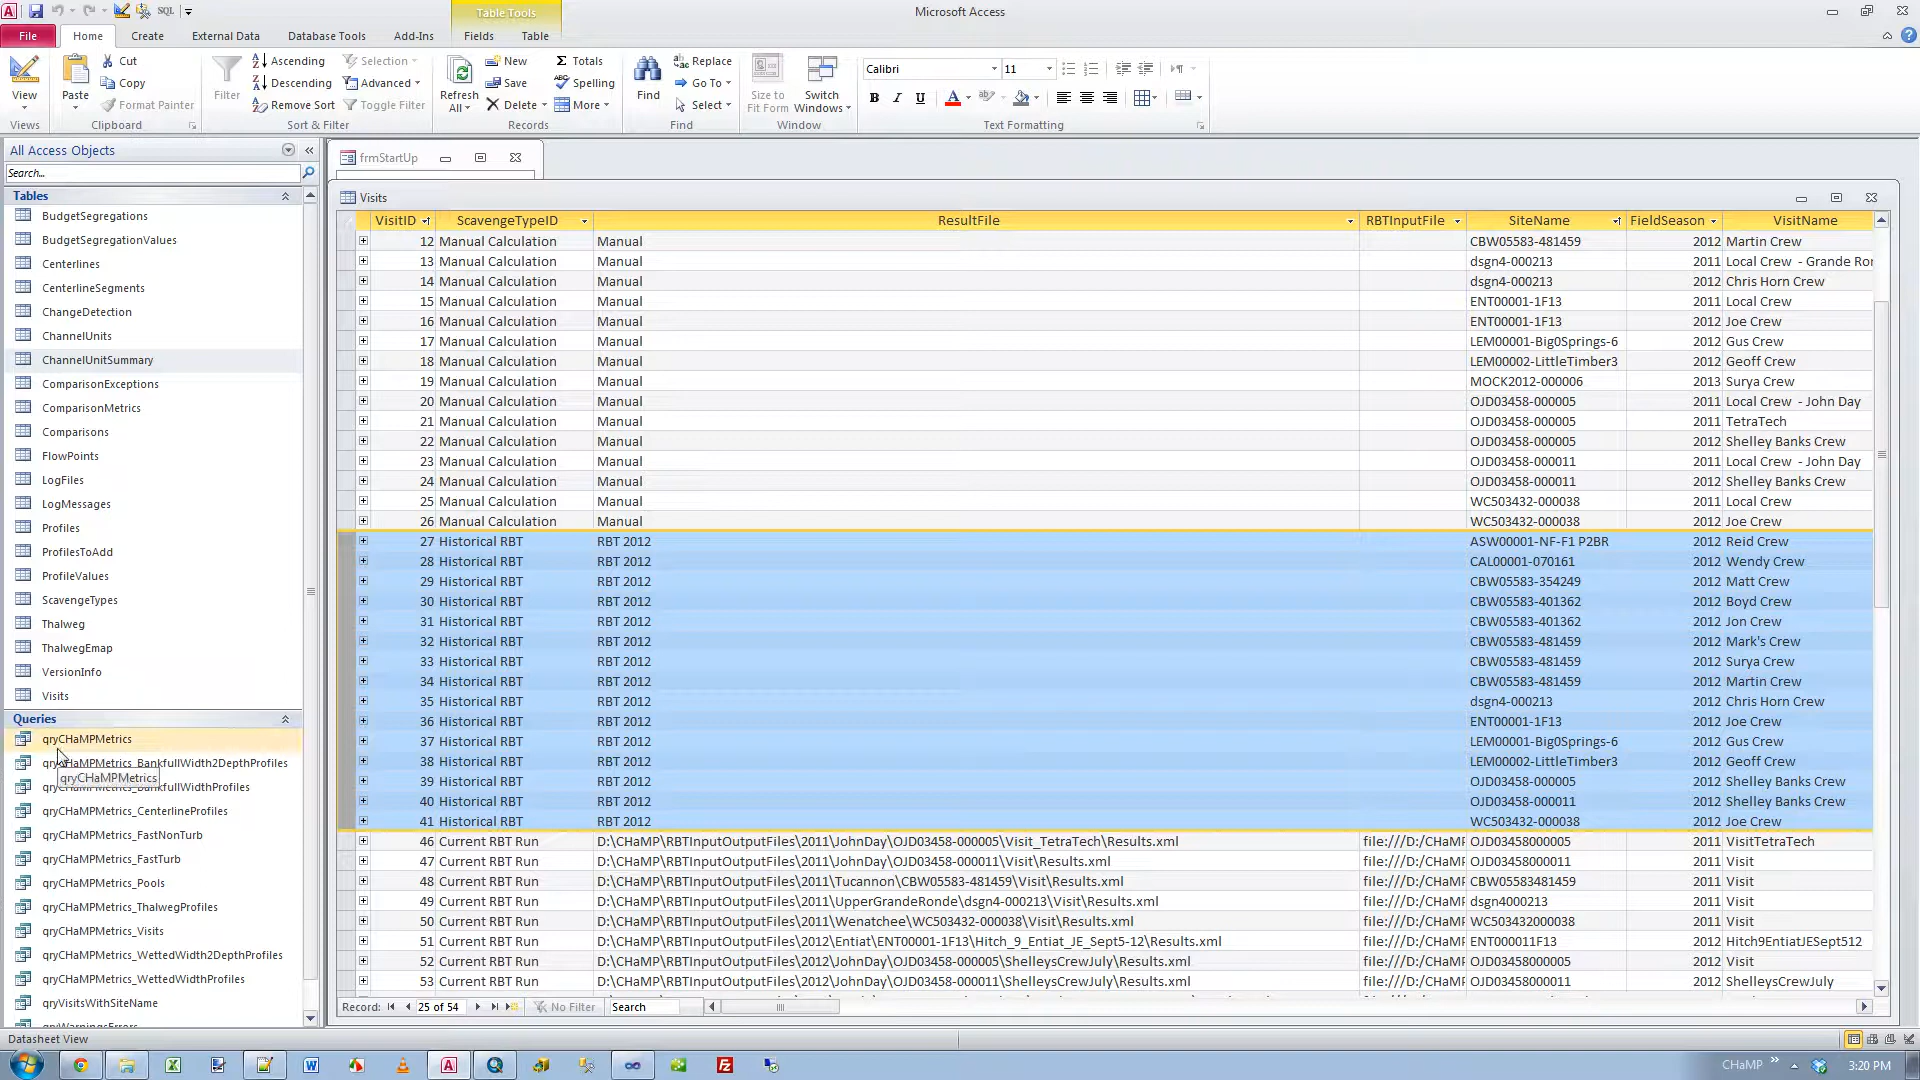 SQL
Table Tools
Microsoft Access
File Home Create External Data Database Tools Add-Ins Fields Table
View
Views
Paste
Cut
Copy
Format Painter
Clipboard
Filter
Ascending
Descending
Remove Sort
Selection
Advanced
Toggle Filter
Sort & Filter
Refresh All
New
Save
Delete
Totals
Spelling
More
Records
Find
Replace
Go To
Select
Find
Size to Fit Form
Switch Windows
Window
Calibri 11
B I U A
Text Formatting
All Access Objects
Search...
Tables
BudgetSegregations
BudgetSegregationValues
Centerlines
CenterlineSegments
ChangeDetection
ChannelUnits
ChannelUnitSummary
ComparisonExceptions
ComparisonMetrics
Comparisons
FlowPoints
LogFiles
LogMessages
Profiles
ProfilesToAdd
ProfileValues
ScavengeTypes
Thalweg
ThalwegEmap
VersionInfo
Visits
Queries
qryCHaMPMetrics
qryCHaMPMetrics_BankfullWidth2DepthProfiles
qryCHaMPMetrics
qryCHaMPMetrics_BankfullWidthProfiles
qryCHaMPMetrics_CenterlineProfiles
qryCHaMPMetrics_FastNonTurb
qryCHaMPMetrics_FastTurb
qryCHaMPMetrics_Pools
qryCHaMPMetrics_ThalwegProfiles
qryCHaMPMetrics_Visits
qryCHaMPMetrics_WettedWidth2DepthProfiles
qryCHaMPMetrics_WettedWidthProfiles
qryVisitsWithSiteName
qryWarningsErrors
frmStartUp
Visits
VisitID ScavengeTypeID ResultFile RBTInputFile SiteName FieldSeason VisitName
12 Manual Calculation Manual CBW05583-481459 2012 Martin Crew
13 Manual Calculation Manual dsgn4-000213 2011 Local Crew - Grande Ror
14 Manual Calculation Manual dsgn4-000213 2012 Chris Horn Crew
15 Manual Calculation Manual ENT00001-1F13 2011 Local Crew
16 Manual Calculation Manual ENT00001-1F13 2012 Joe Crew
17 Manual Calculation Manual LEM00001-Big0Springs-6 2012 Gus Crew
18 Manual Calculation Manual LEM00002-LittleTimber3 2012 Geoff Crew
19 Manual Calculation Manual MOCK2012-000006 2013 Surya Crew
20 Manual Calculation Manual OJD03458-000005 2011 Local Crew - John Day
21 Manual Calculation Manual OJD03458-000005 2011 TetraTech
22 Manual Calculation Manual OJD03458-000005 2012 Shelley Banks Crew
23 Manual Calculation Manual OJD03458-000011 2011 Local Crew - John Day
24 Manual Calculation Manual OJD03458-000011 2012 Shelley Banks Crew
25 Manual Calculation Manual WC503432-000038 2011 Local Crew
26 Manual Calculation Manual WC503432-000038 2012 Joe Crew
27 Historical RBT RBT 2012 ASW00001-NF-F1 P2BR 2012 Reid Crew
28 Historical RBT RBT 2012 CAL00001-070161 2012 Wendy Crew
29 Historical RBT RBT 2012 CBW05583-354249 2012 Matt Crew
30 Historical RBT RBT 2012 CBW05583-401362 2012 Boyd Crew
31 Historical RBT RBT 2012 CBW05583-401362 2012 Jon Crew
32 Historical RBT RBT 2012 CBW05583-481459 2012 Mark's Crew
33 Historical RBT RBT 2012 CBW05583-481459 2012 Surya Crew
34 Historical RBT RBT 2012 CBW05583-481459 2012 Martin Crew
35 Historical RBT RBT 2012 dsgn4-000213 2012 Chris Horn Crew
36 Historical RBT RBT 2012 ENT00001-1F13 2012 Joe Crew
37 Historical RBT RBT 2012 LEM00001-Big0Springs-6 2012 Gus Crew
38 Historical RBT RBT 2012 LEM00002-LittleTimber3 2012 Geoff Crew
39 Historical RBT RBT 2012 OJD03458-000005 2012 Shelley Banks Crew
40 Historical RBT RBT 2012 OJD03458-000011 2012 Shelley Banks Crew
41 Historical RBT RBT 2012 WC503432-000038 2012 Joe Crew
46 Current RBT Run D:\CHaMP\RBTInputOutputFiles\2011\JohnDay\OJD03458-000005\Visit_TetraTech\Results.xml file:///D:/CHaMF OJD03458000005 2011 VisitTetraTech
47 Current RBT Run D:\CHaMP\RBTInputOutputFiles\2011\JohnDay\OJD03458-000011\Visit\Results.xml file:///D:/CHaMF OJD03458000011 2011 Visit
48 Current RBT Run D:\CHaMP\RBTInputOutputFiles\2011\Tucannon\CBW05583-481459\Visit\Results.xml file:///D:/CHaMF CBW05583481459 2011 Visit
49 Current RBT Run D:\CHaMP\RBTInputOutputFiles\2011\UpperGrandeRonde\dsgn4-000213\Visit\Results.xml file:///D:/CHaMF dsgn4000213 2011 Visit
50 Current RBT Run D:\CHaMP\RBTInputOutputFiles\2011\Wenatchee\WC503432-000038\Visit\Results.xml file:///D:/CHaMF WC503432000038 2011 Visit
51 Current RBT Run D:\CHaMP\RBTInputOutputFiles\2012\Entiat\ENT00001-1F13\Hitch_9_Entiat_JE_Sept5-12\Results.xml file:///D:/CHaMF ENT000011F13 2012 Hitch9EntiatJESept512
52 Current RBT Run D:\CHaMP\RBTInputOutputFiles\2012\JohnDay\OJD03458-000005\ShelleysCrewJuly\Results.xml file:///D:/CHaMF OJD03458000005 2012 Visit
53 Current RBT Run D:\CHaMP\RBTInputOutputFiles\2012\JohnDay\OJD03458-000011\ShelleysCrewJuly\Results.xml file:///D:/CHaMF OJD03458000011 2012 ShelleysCrewJuly
Record: 25 of 54 No Filter Search
Datasheet View
CHaMP 3:20 PM